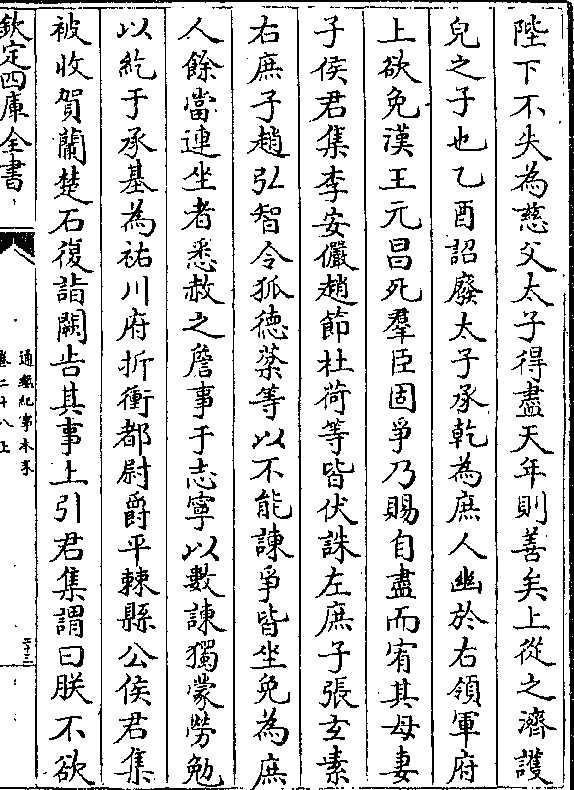 陛下不失為慈父太子得盡天年則善矣上從之濟護
兒之子也乙酉詔廢太子承乾為庶人幽於右領軍府
上欲免漢王元昌死羣臣固爭乃賜自盡而宥其母妻
子侯君集李安儼趙節杜荷等皆伏誅左庶子張玄素
右庶子趙弘智令狐德棻等以不能諫爭皆坐免為庶
人餘當連坐者悉赦之詹事于志寧以數諫獨蒙勞勉
以紇于承基為祐川府折衝都尉爵平棘縣公侯君集
被收賀蘭楚石復詣闕告其事上引君集謂曰朕不欲
欽定四庫全書
通鑑紀事本末
卷二十八上
二十三